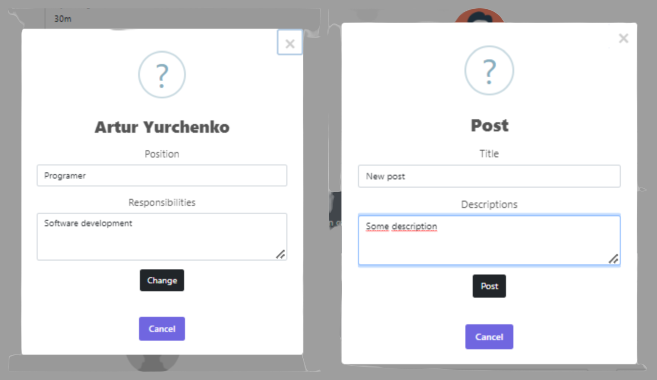 30m
×
?
Artur Yurchenko
Position
Programer
Responsibilities
Software development
Change
Cancel
×
?
Post
Title
New post
Descriptions
Some description
Post
Cancel